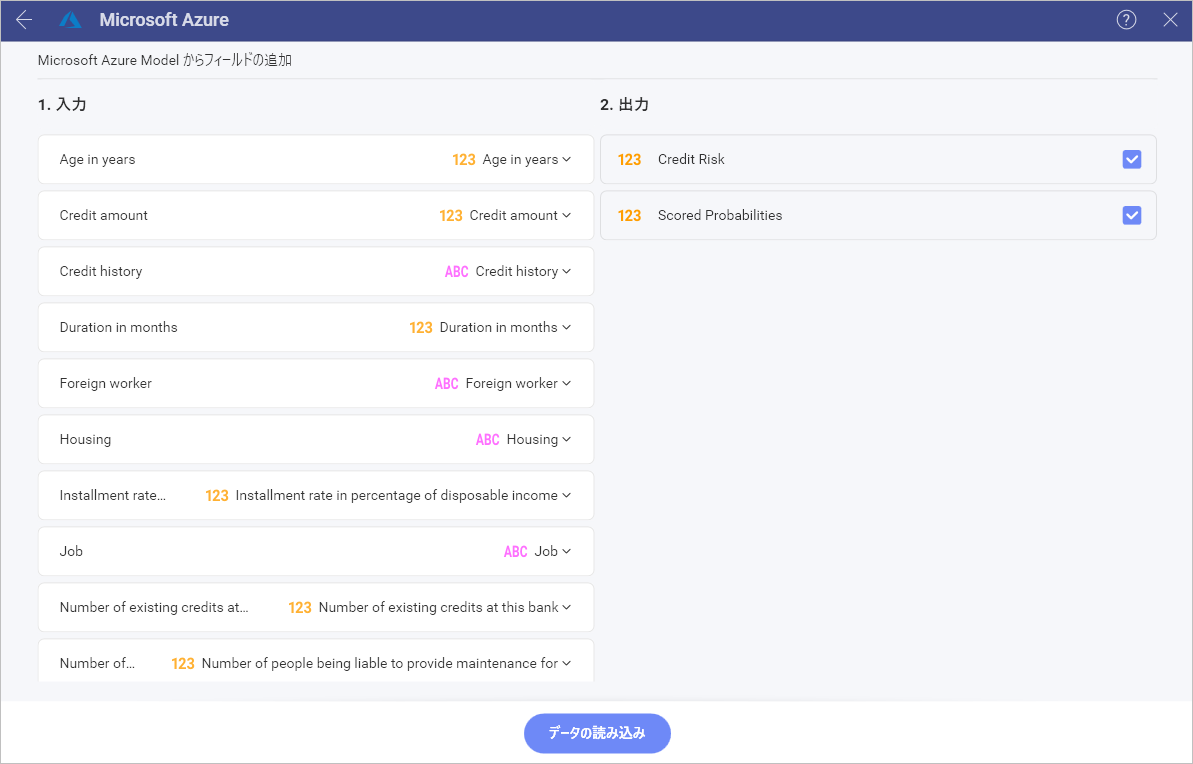 Microsoft Azure
?
Microsoft Azure Model からフィールドの追加
1. 入力
2. 出力
Age in years 123 Age in years
123 Credit Risk
Credit amount 123 Credit amount
123 Scored Probabilities
Credit history ABC Credit history
Duration in months 123 Duration in months
Foreign worker ABC Foreign worker
Housing ABC Housing
Installment rate... 123 Installment rate in percentage of disposable income
Job ABC Job
Number of existing credits at... 123 Number of existing credits at this bank
Number of... 123 Number of people being liable to provide maintenance for
データの読み込み